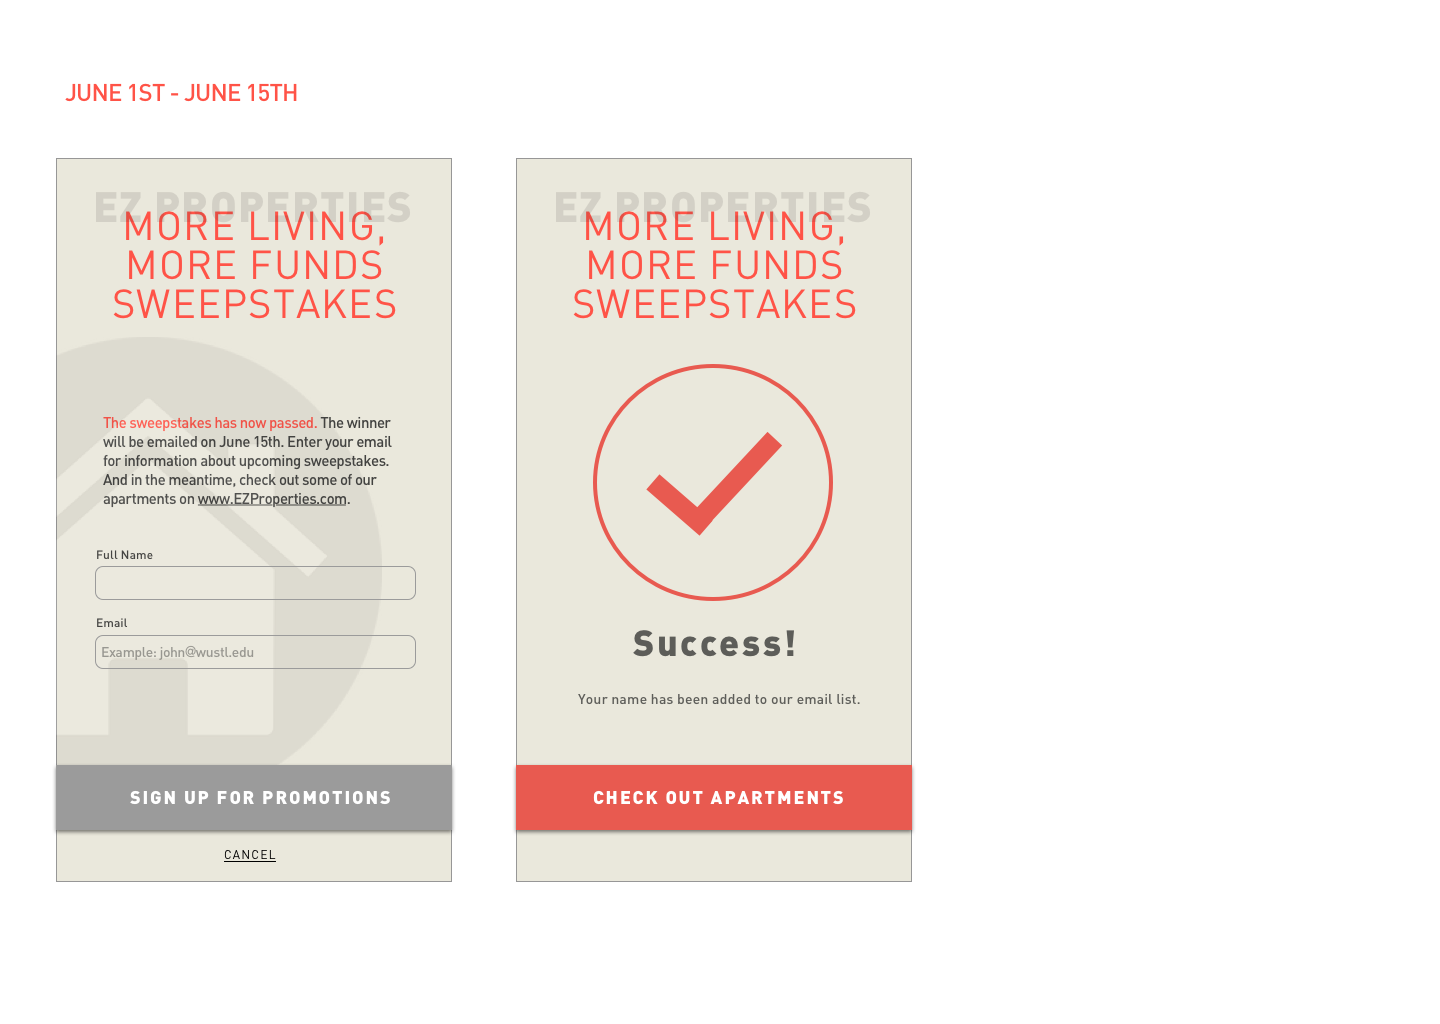 JUNE 1ST - JUNE 15TH
EZ PROPERTIES
MORE LIVING,
MORE FUNDS
SWEEPSTAKES
The sweepstakes has now passed. The winner
will be emailed on June 15th. Enter your email
for information about upcoming sweepstakes.
And in the meantime, check out some of our
apartments on www.EZProperties.com.
Full Name
Email
Example: john@wustl.edu
SIGN UP FOR PROMOTIONS
CANCEL
EZ PROPERTIES
MORE LIVING,
MORE FUNDS
SWEEPSTAKES
Success!
Your name has been added to our email list.
CHECK OUT APARTMENTS